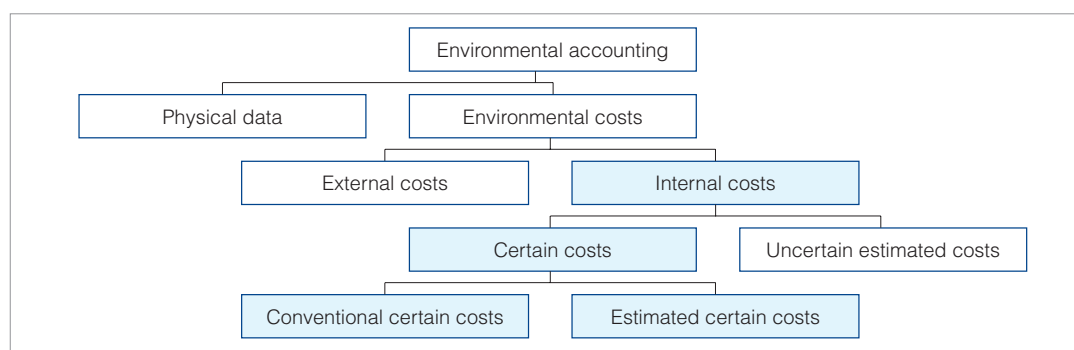 Environmental accounting
Physical data
Environmental costs
External costs
Internal costs
Certain costs
Uncertain estimated costs
Conventional certain costs
Estimated certain costs